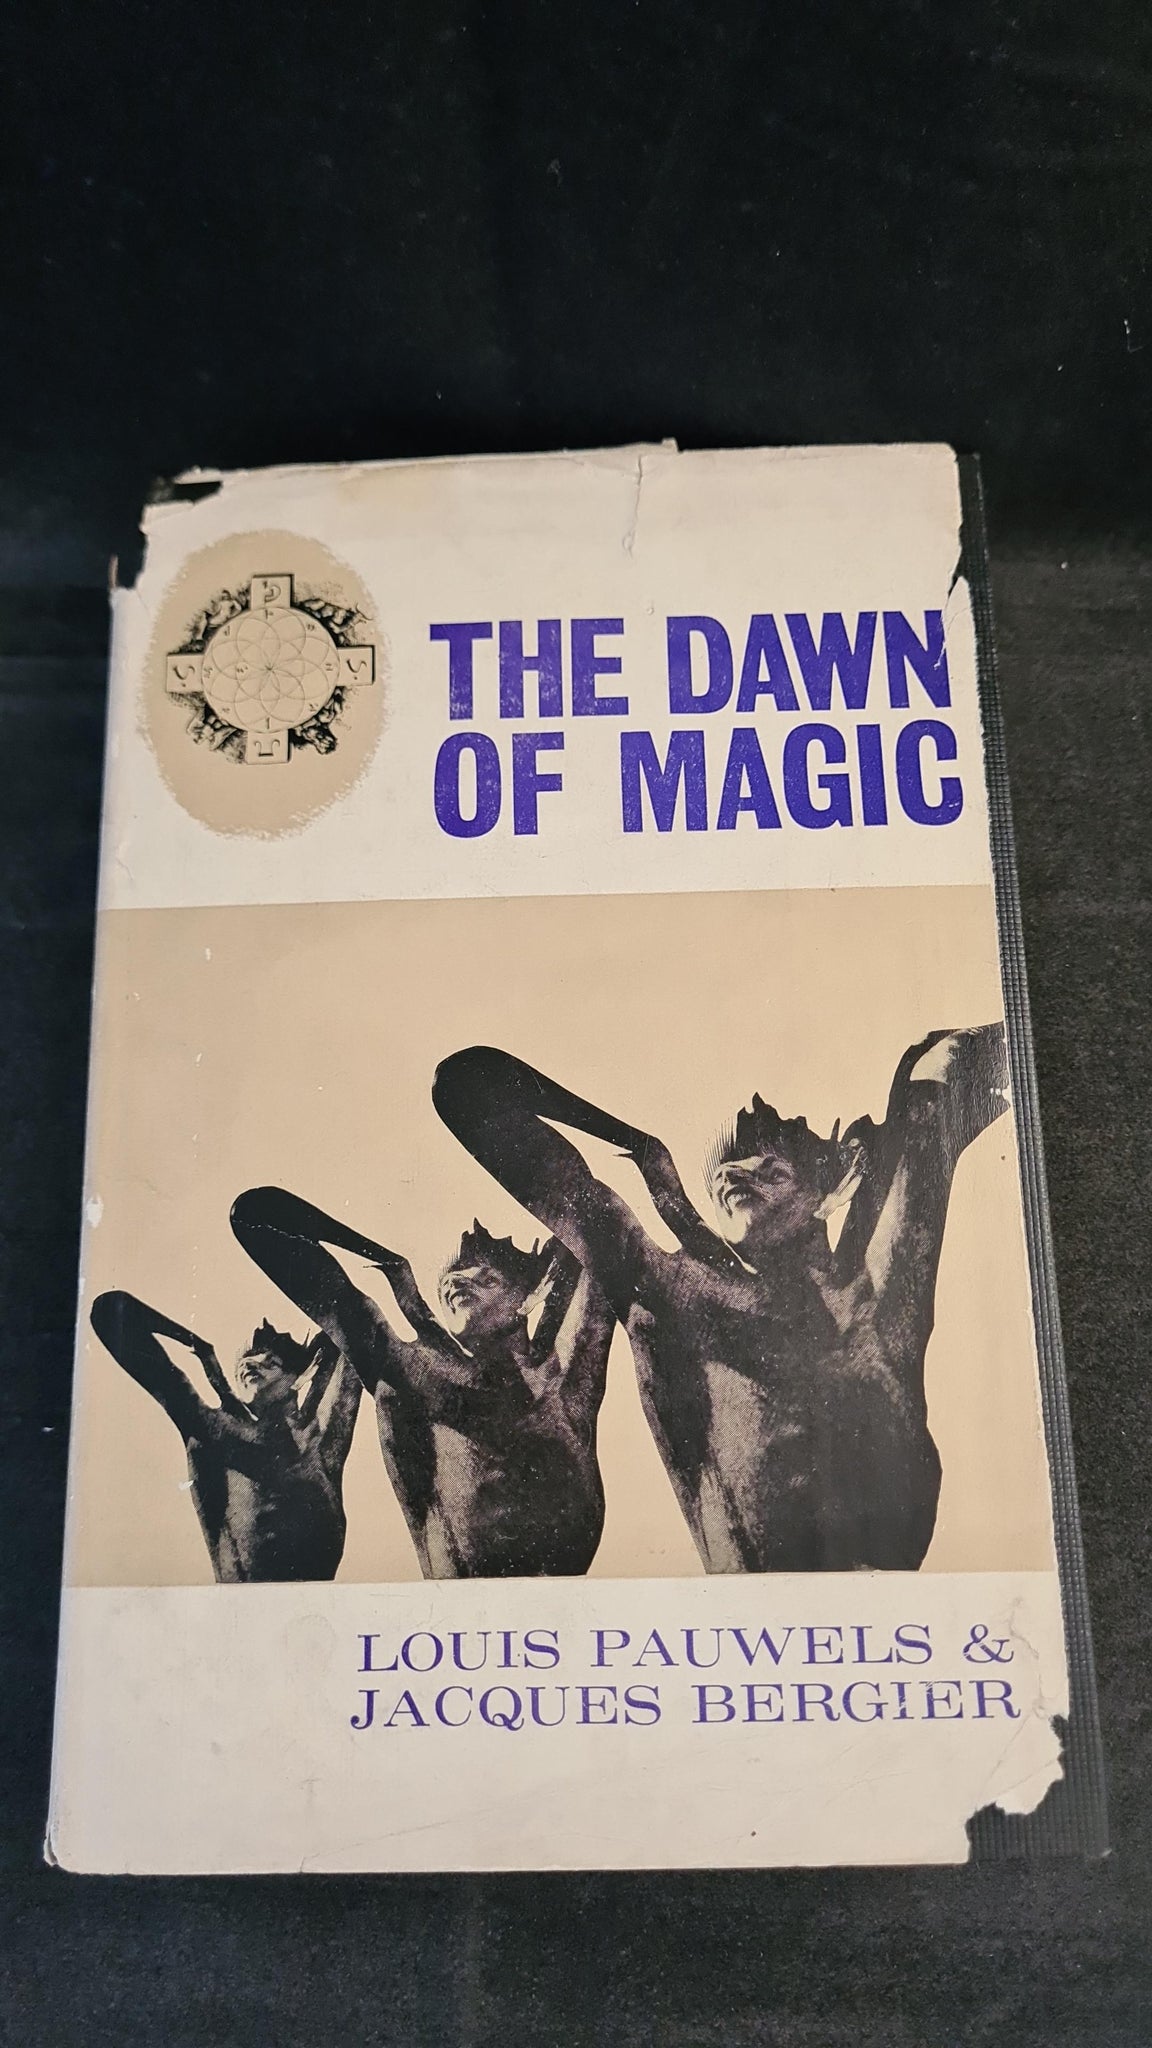 THE DAWN
OF MAGIC
LOUIS PAUWELS &
JACQUES BERGIER